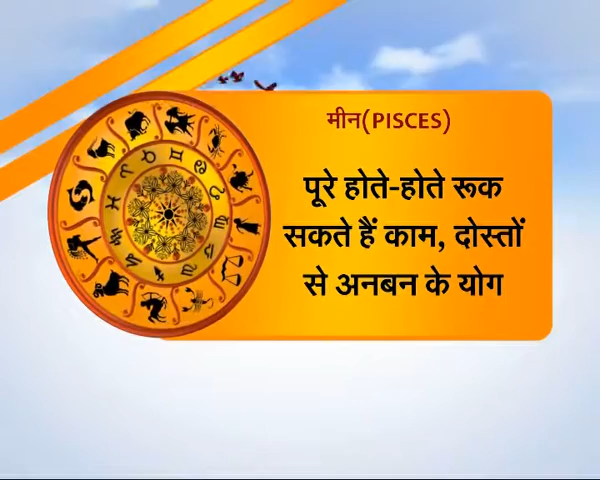 मीन(PISCES)
पूरे होते-होते रूक
सकते हैं काम, दोस्तों
से अनबन के योग